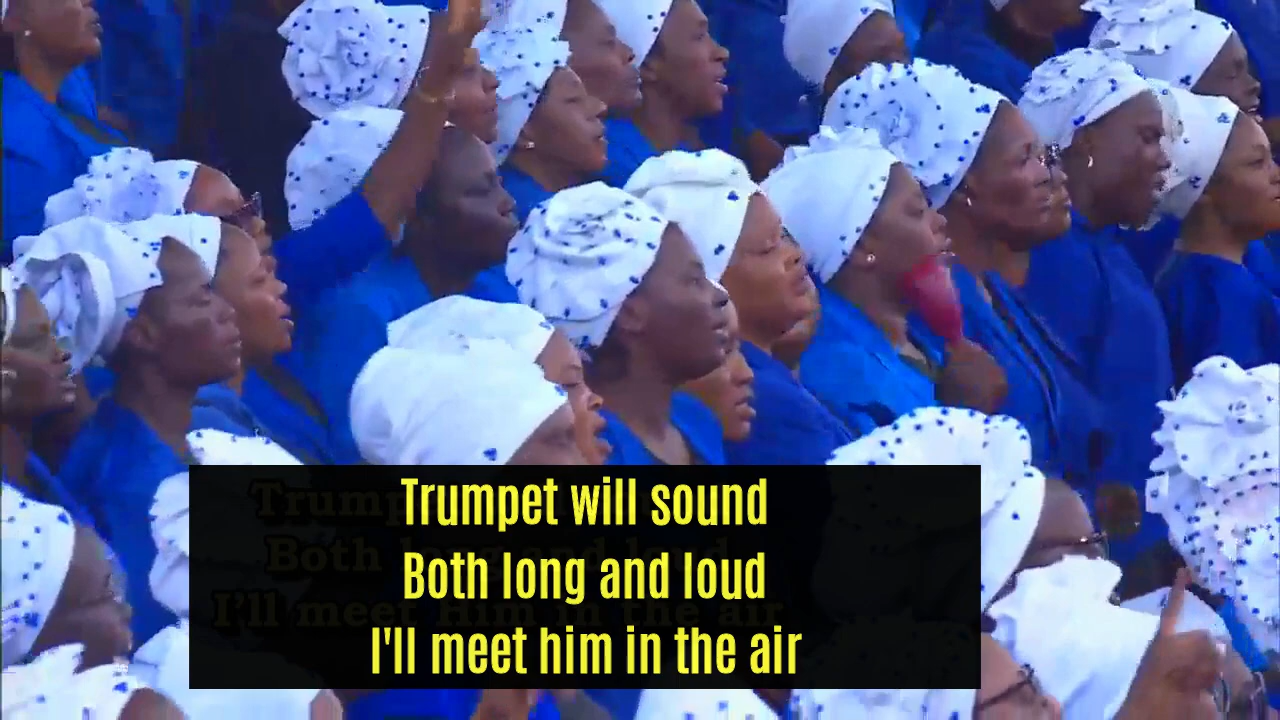 Trumpet will sound
Both long and loud
I'll meet him in the air